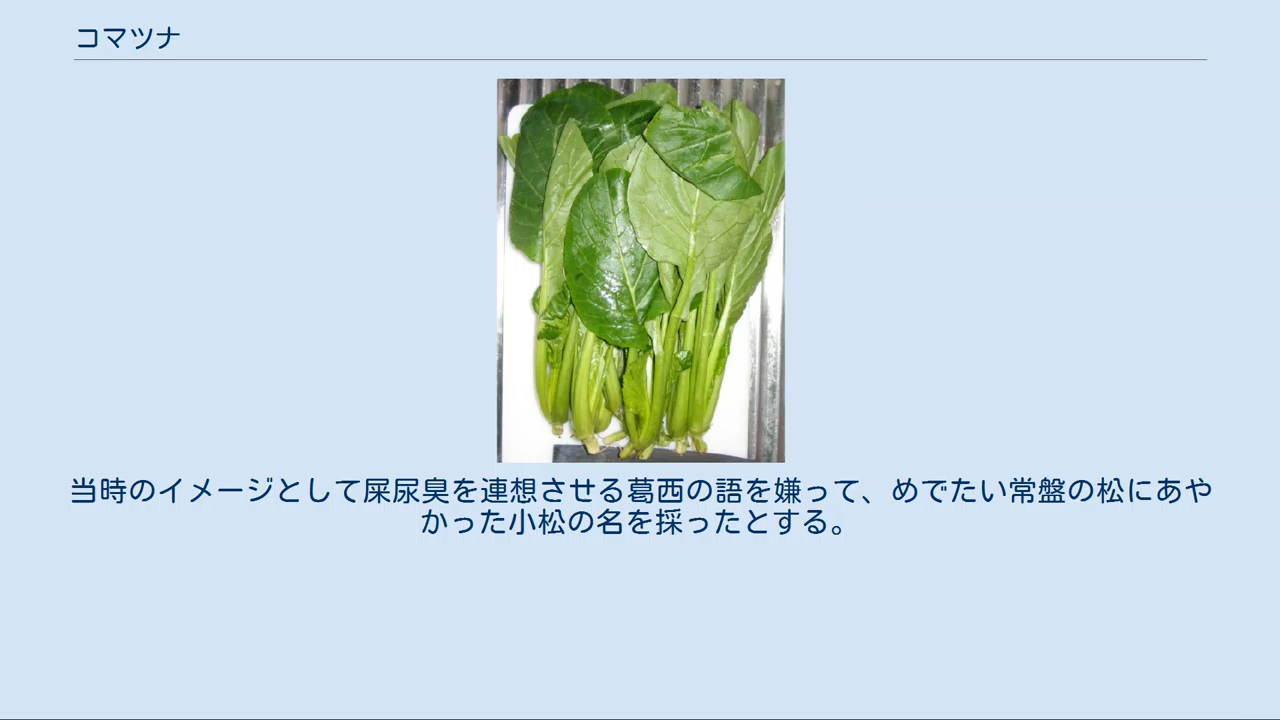 コマツナ
当時のイメージとして屎尿臭を連想させる葛西の語を嫌って、めでたい常盤の松にあや
かった小松の名を採ったとする。